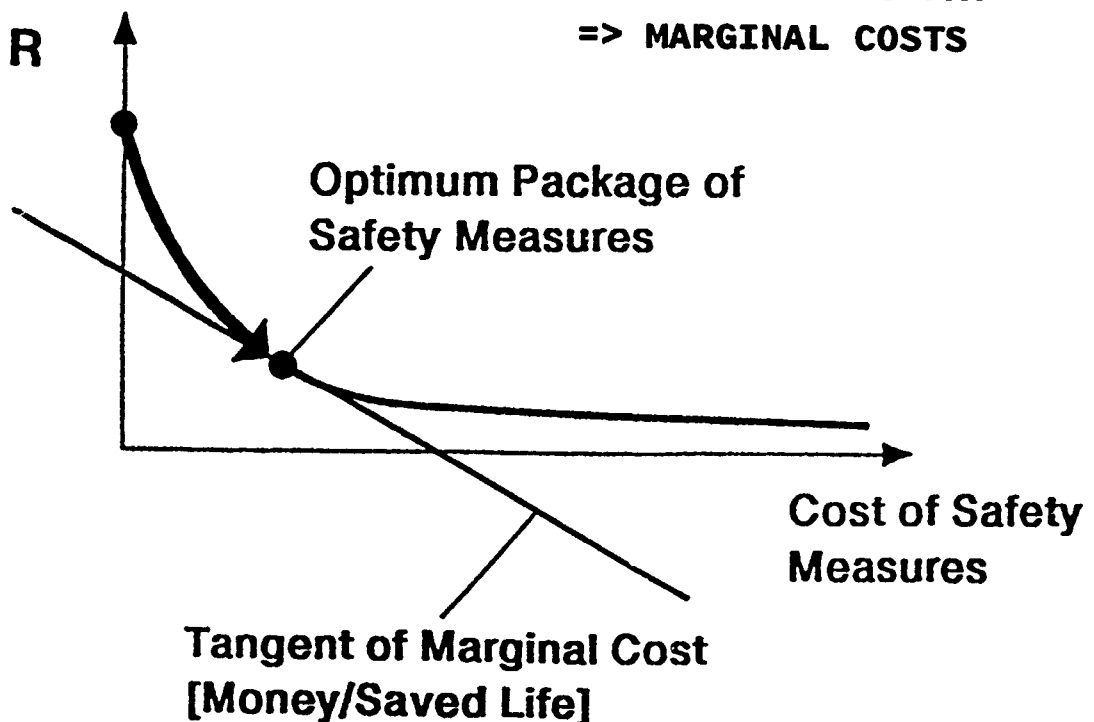 R
=> MARGINAL COSTS
Optimum Package of
Safety Measures
Cost of Safety
Measures
Tangent of Marginal Cost
[Money/Saved Life]